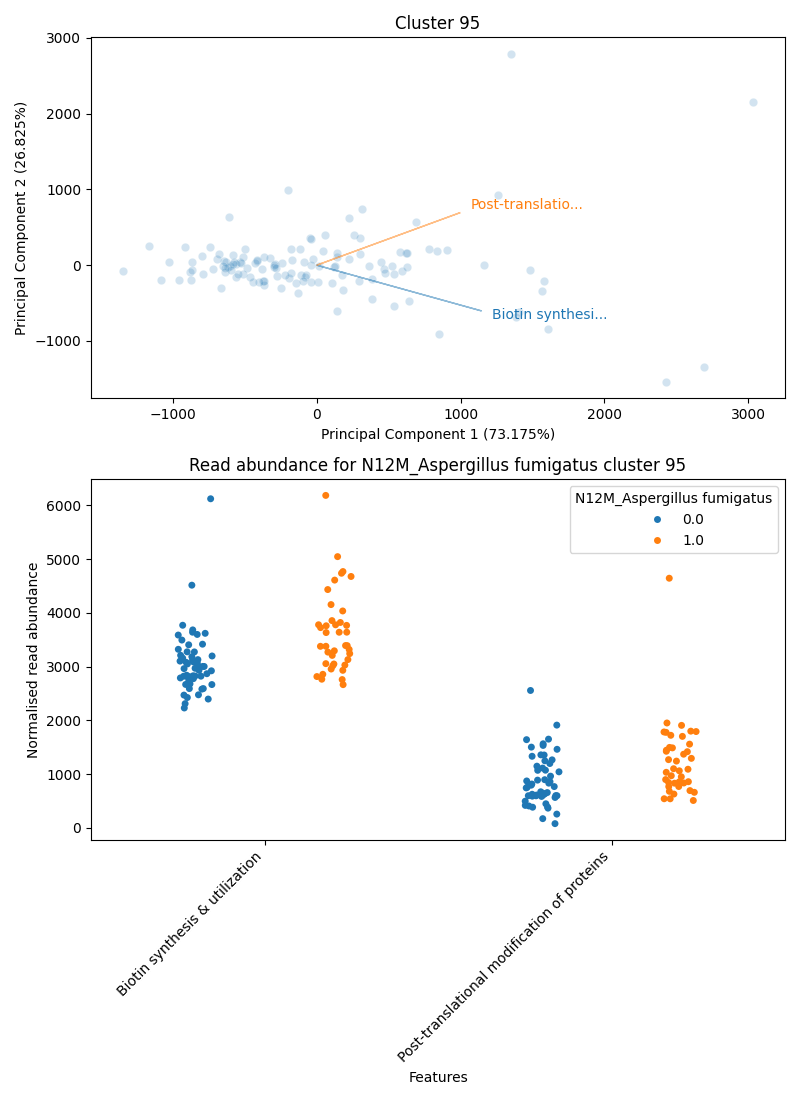 Cluster 95
3000
2000
1000
0
−1000
Principal Component 2 (26.825%)
Post-translatio...
Biotin synthesi...
−1000
0
1000
2000
3000
Principal Component 1 (73.175%)
Read abundance for N12M_Aspergillus fumigatus cluster 95
6000
5000
4000
3000
2000
1000
0
Normalised read abundance
N12M_Aspergillus fumigatus
0.0
1.0
Biotin synthesis & utilization
Post-translational modification of proteins
Features